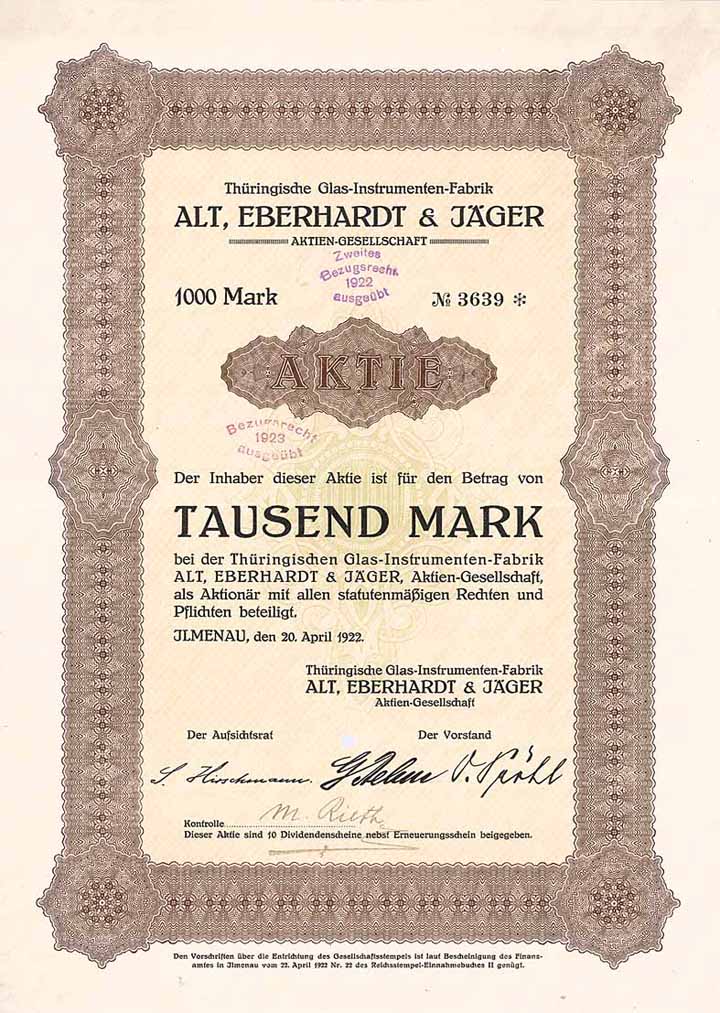 Thüringische Glas-Instrumenten-Fabrik
ALT, EBERHARDT & JÄGER
AKTIEN-GESELLSCHAFT
Zweites
Bezugsrecht
1922
ausgeübt
1000 Mark
№ 3639 *
AKTIE
Bezugsrecht
1923
ausgeübt
Der Inhaber dieser Aktie ist für den Betrag von
TAUSEND MARK
bei der Thüringischen Glas-Instrumenten-Fabrik
ALT, EBERHARDT & JÄGER, Aktien-Gesellschaft,
als Aktionär mit allen statutenmäßigen Rechten und
Pflichten beteiligt.
JLMENAU, den 20. April 1922.
Thüringische Glas-Instrumenten-Fabrik
ALT, EBERHARDT & JÄGER
Aktien-Gesellschaft
Der Aufsichtsrat
Der Vorstand
S. Hirschmann.
Kontrolle
M. Rieth
Dieser Aktie sind 10 Dividendenscheine nebst Erneuerungsschein beigegeben.
Den Vorschriften über die Entrichtung des Gesellschaftsstempels ist laut Bescheinigung des Finanz-
amtes in Jlmenau vom 22. April 1922 Nr. 22 des Reichsstempel-Einnahmebuches II genügt.